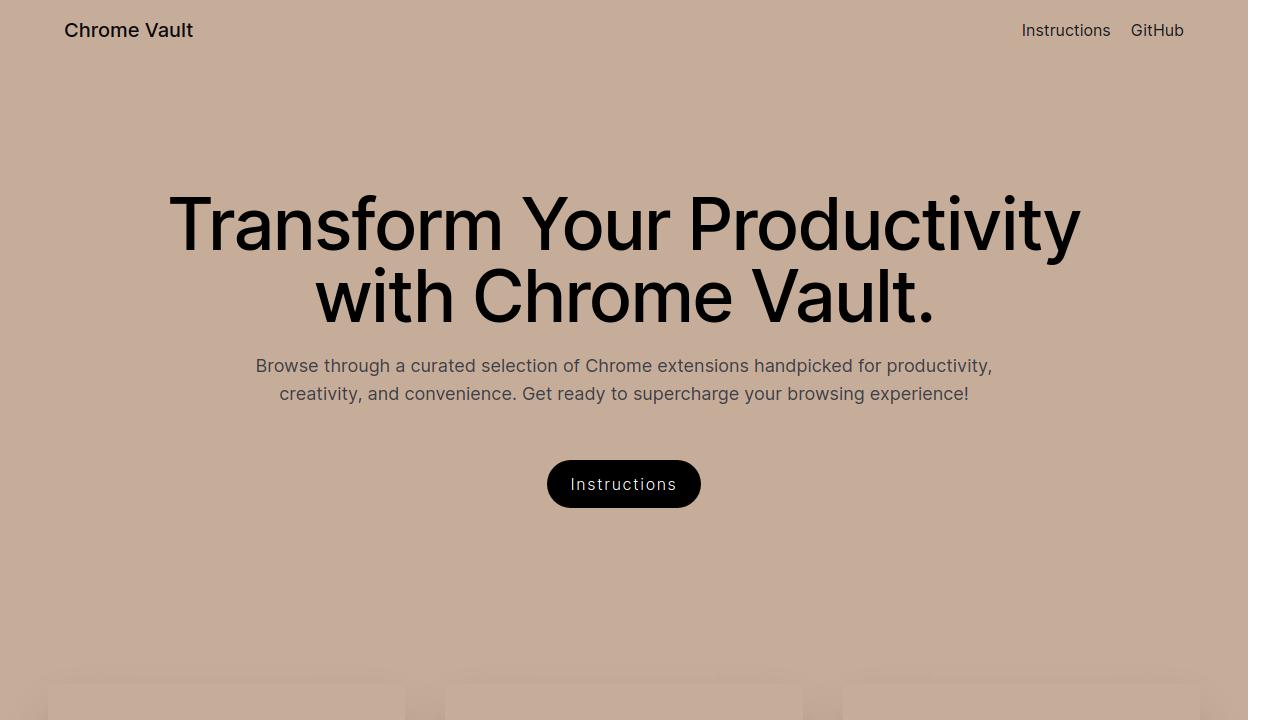 Chrome Vault
Instructions
GitHub
Transform Your Productivity
with Chrome Vault.
Browse through a curated selection of Chrome extensions handpicked for productivity,
creativity, and convenience. Get ready to supercharge your browsing experience!
Instructions